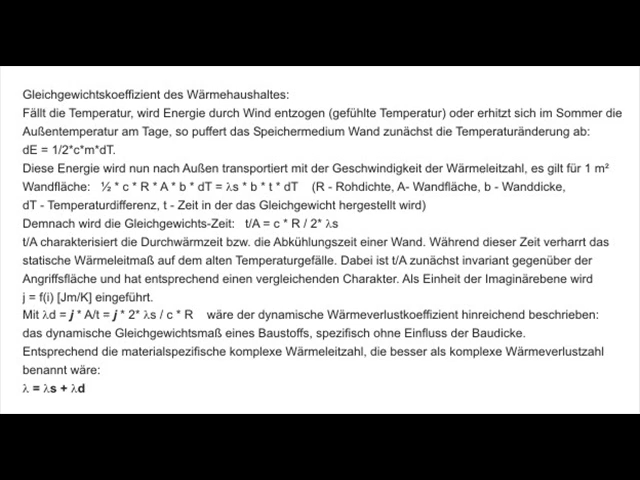 Gleichgewichtskoeffizient des Wärmehaushaltes:
Fällt die Temperatur, wird Energie durch Wind entzogen (gefühlte Temperatur) oder erhitzt sich im Sommer die
Außentemperatur am Tage, so puffert das Speichermedium Wand zunächst die Temperaturänderung ab:
dE = 1/2*c*m*dT.
Diese Energie wird nun nach Außen transportiert mit der Geschwindigkeit der Wärmeleitzahl, es gilt für 1 m²
Wandfläche: ½ * c * R * A * b * dT = λs * b * t * dT (R - Rohdichte, A- Wandfläche, b - Wanddicke,
dT - Temperaturdifferenz, t - Zeit in der das Gleichgewicht hergestellt wird)
Demnach wird die Gleichgewichts-Zeit: t/A = c * R / 2* λs
t/A charakterisiert die Durchwärmzeit bzw. die Abkühlungszeit einer Wand. Während dieser Zeit verharrt das
statische Wärmeleitmaß auf dem alten Temperaturgefälle. Dabei ist t/A zunächst invariant gegenüber der
Angriffsfläche und hat entsprechend einen vergleichenden Charakter. Als Einheit der Imaginärebene wird
j = f(i) [Jm/K] eingeführt.
Mit λd = j * A/t = j * 2* λs / c * R wäre der dynamische Wärmeverlustkoeffizient hinreichend beschrieben:
das dynamische Gleichgewichtsmaß eines Baustoffs, spezifisch ohne Einfluss der Baudicke.
Entsprechend die materialspezifische komplexe Wärmeleitzahl, die besser als komplexe Wärmeverlustzahl
benannt wäre:
λ = λs + λd